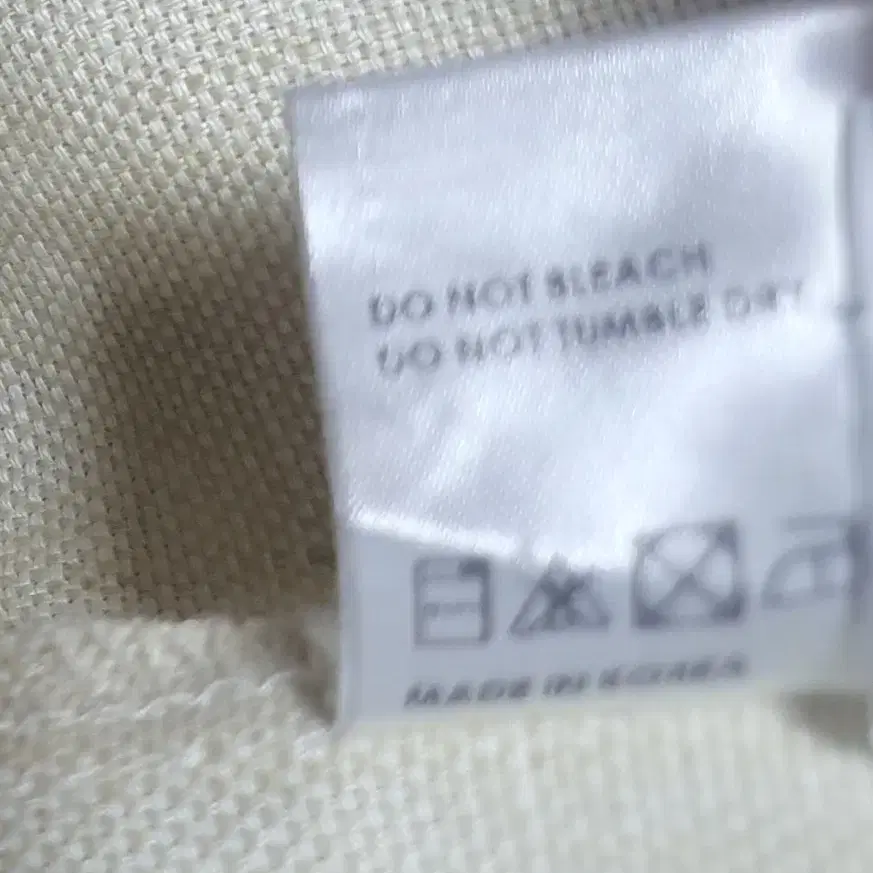 DO NOT BLEACH
DO NOT TUMBLE DRY
MADE IN KOREA